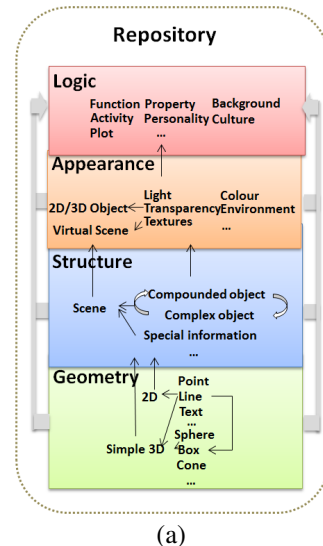 Repository
Logic
Function Property Background
Activity Personality Culture
Plot ...
Appearance
Light Colour
2D/3D Object Transparency Environment
Virtual Scene Textures ...
Structure
Compounded object
Scene
Complex object
Special information
...
Geometry
Point
2D Line
Text
...
Sphere
Simple 3D Box
Cone
...
(a)